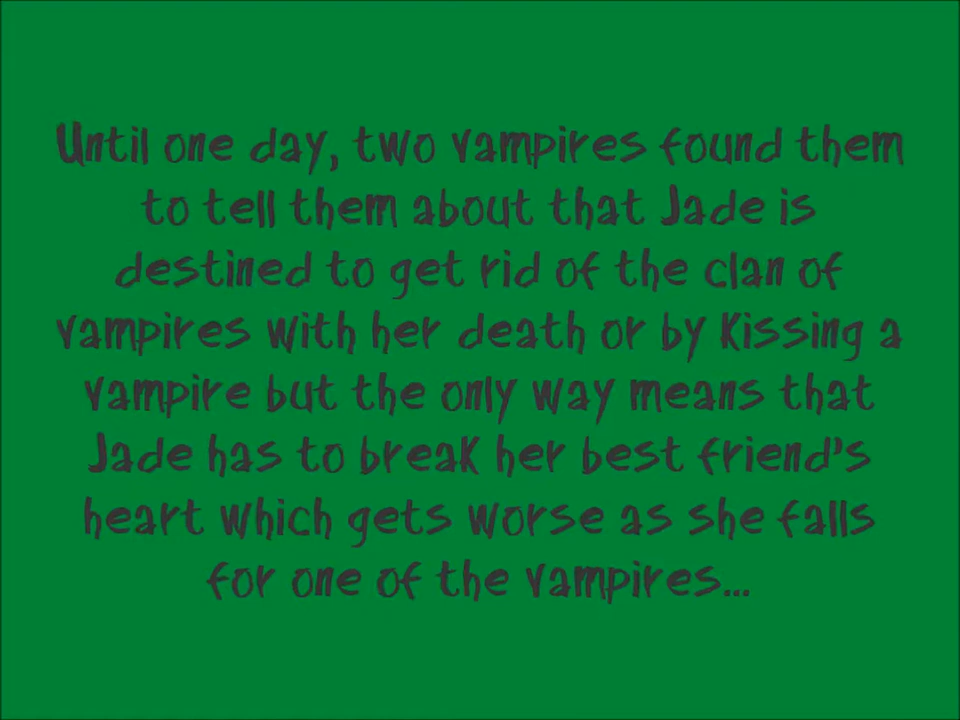 Until one day, two vampires found them
to tell them about that Jade is
destined to get rid of the clan of
vampires with her death or by kissing a
vampire but the only way means that
Jade has to break her best friend's
heart which gets worse as she falls
for one of the vampires...